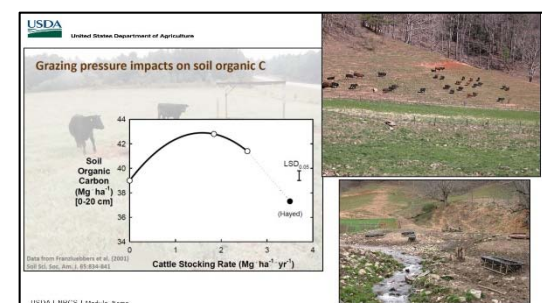 USDA
United States Department of Agriculture
Grazing pressure impacts on soil organic C
44
42
40
38
36
34
Soil
Organic
Carbon
(Mg ha⁻¹)
[0-20 cm]
LSD₀.₀₅
(Hayed)
0 1 2 3 4
Cattle Stocking Rate (Mg ha⁻¹ yr⁻¹)
Data from Franzluebbers et al. (2001)
Soil Sci. Soc. Am. J. 65:834-841
USDA | NRCS | Module Name